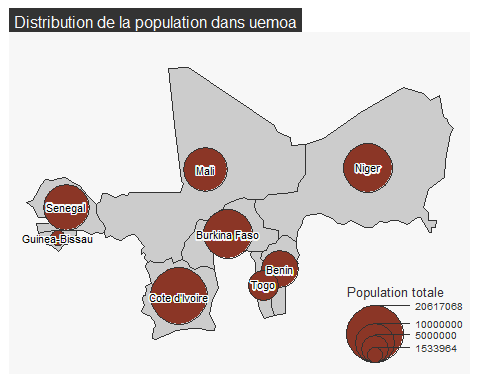 Distribution de la population dans uemoa
Mali
Niger
Senegal
Guinea-Bissau
Burkina Faso
Benin
Togo
Cote d'Ivoire
Population totale
20617068
10000000
5000000
1533964